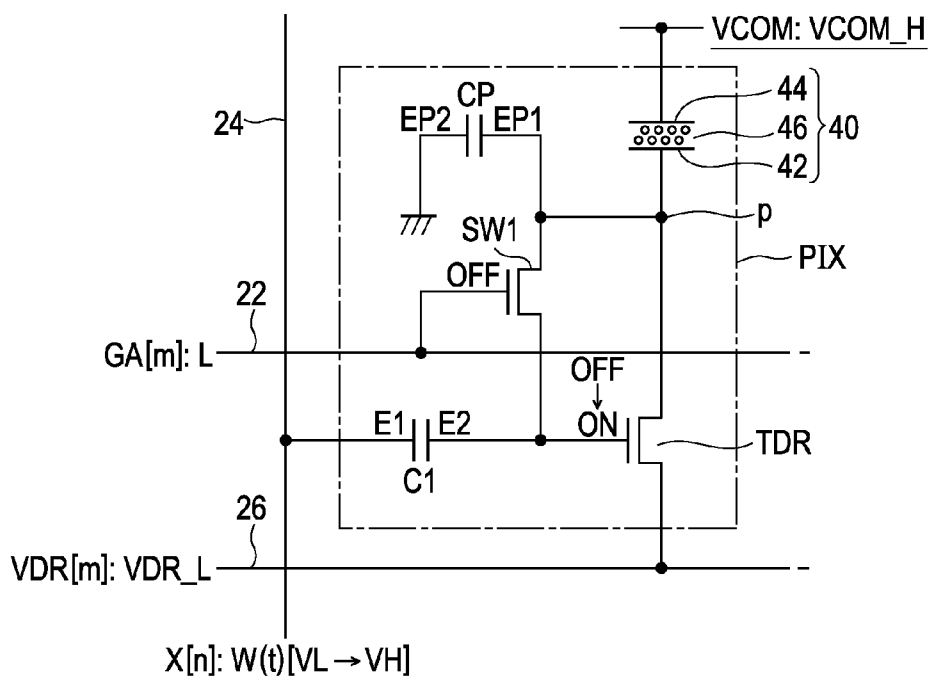 VCOM: VCOM_H
24
CP
EP2 EP1
44
46
42
40
p
SW1
OFF
PIX
22
GA[m]: L
OFF
↓
ON
E1 E2
C1
TDR
26
VDR[m]: VDR_L
X[n]: W(t)[VL → VH]